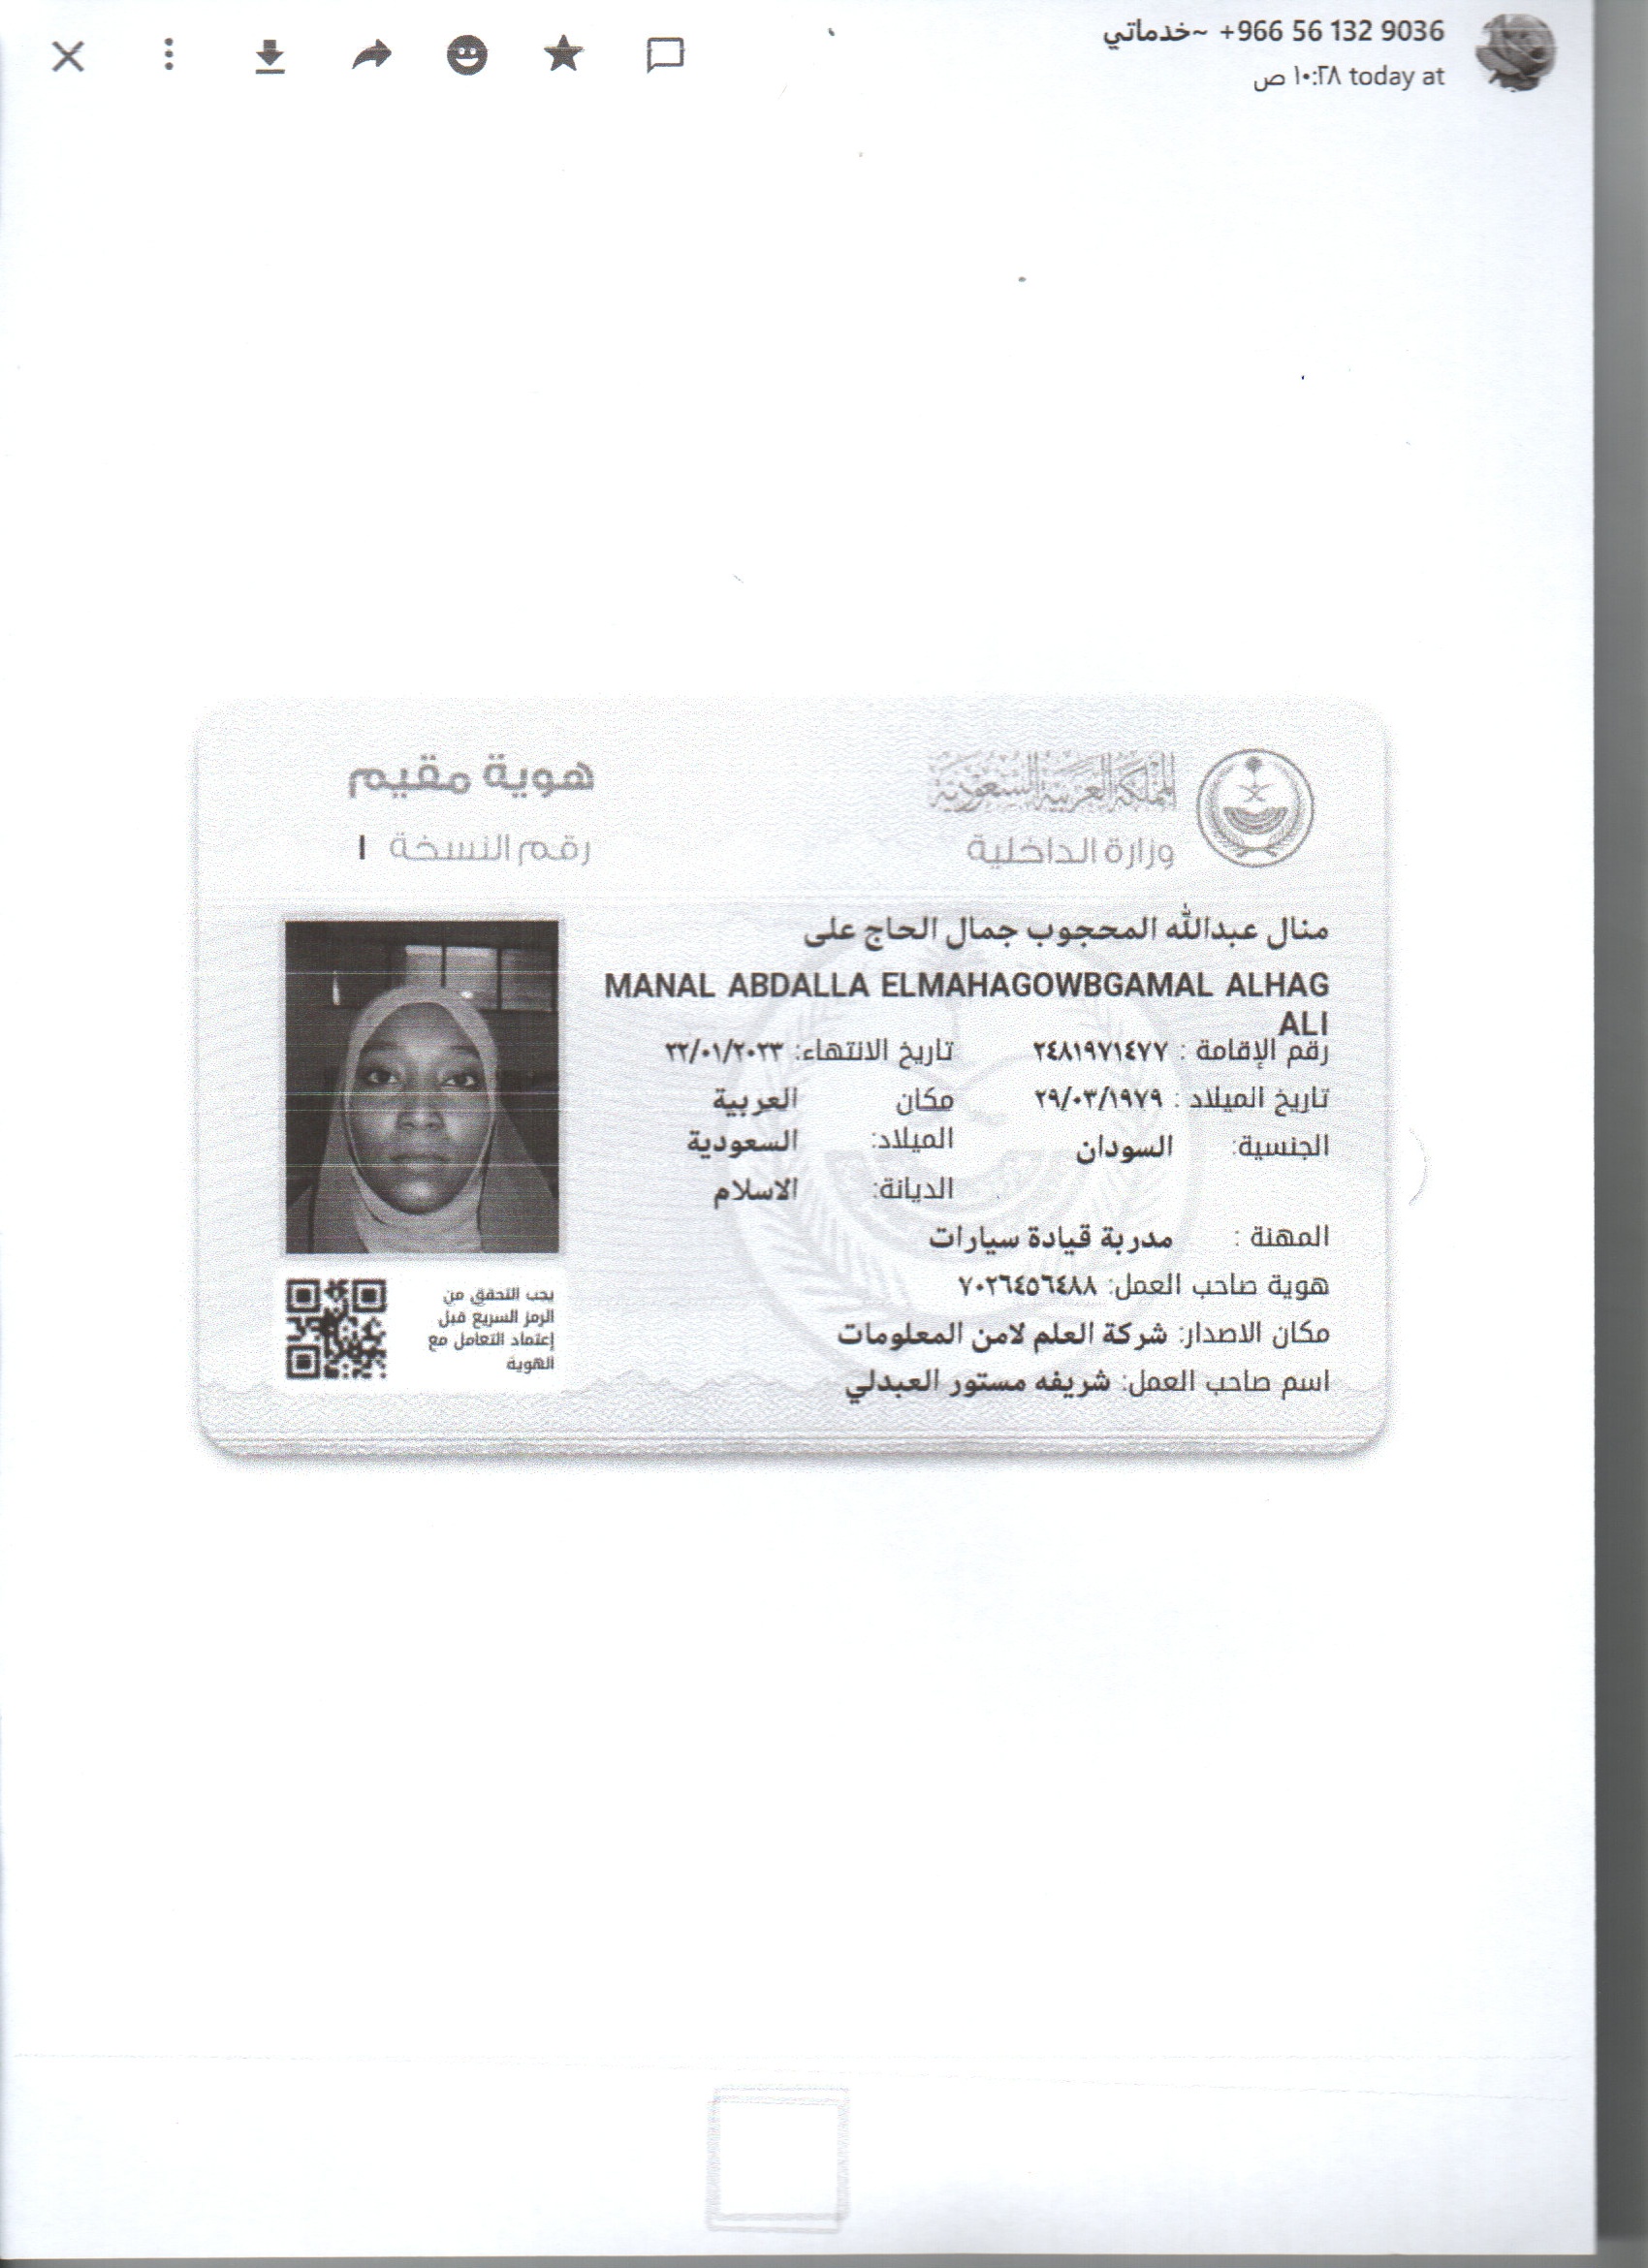 خدماتي~ +966 56 132 9036
today at ١٠:٢٨ ص
المملكة العربية السعودية
وزارة الداخلية
هوية مقيم
رقم النسخة ١
منال عبدالله المحجوب جمال الحاج على
MANAL ABDALLA ELMAHAGOWBGAMAL ALHAG
ALI
رقم الإقامة : ٢٤٨١٩٧١٤٧٧ تاريخ الانتهاء: ٢٢/٠١/٢٠٢٣
تاريخ الميلاد : ٢٩/٠٣/١٩٧٩ مكان العربية
الجنسية: السودان الميلاد: السعودية
الديانة: الاسلام
المهنة : مدربة قيادة سيارات
هوية صاحب العمل: ٧٠٢٦٤٥٦٤٨٨
مكان الاصدار: شركة العلم لامن المعلومات
اسم صاحب العمل: شريفه مستور العبدلي
يجب التحقق من
الرمز السريع قبل
إعتماد التعامل مع
الهوية